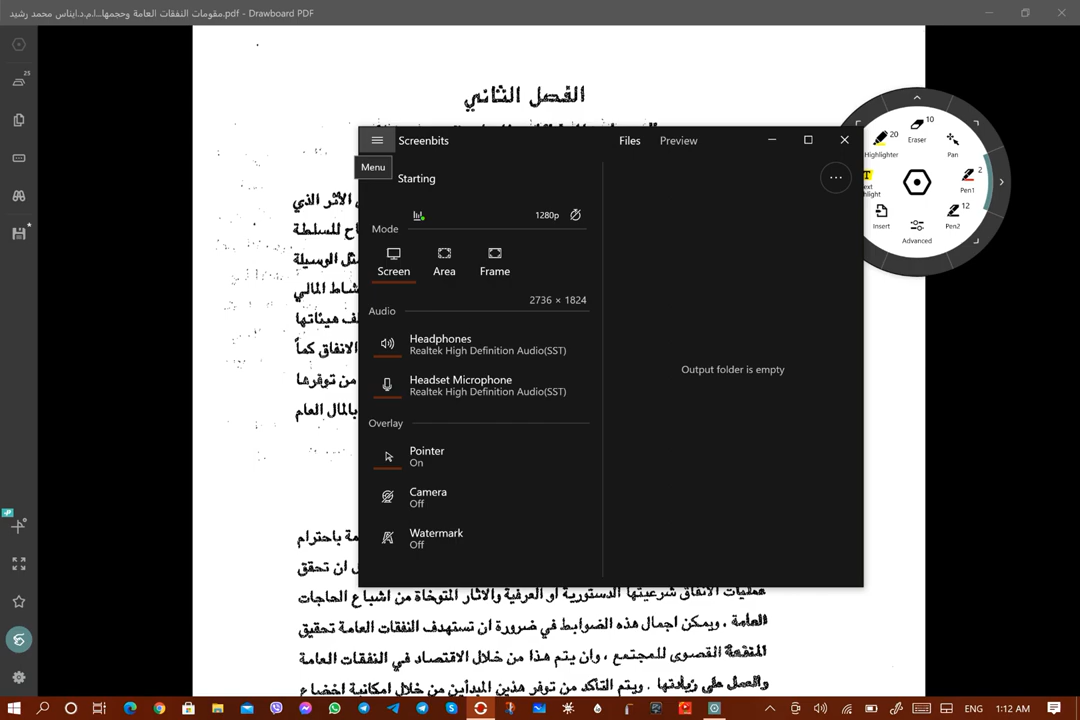 مقومات النفقات العامة وحجمها...ا.م.د.ايناس محمد رشيد.pdf - Drawboard PDF
25
الفصل الثاني
Screenbits
Files
Preview
Menu
Starting
1280p
Mode
Screen
Area
Frame
2736 × 1824
Audio
Headphones
Realtek High Definition Audio(SST)
Headset Microphone
Realtek High Definition Audio(SST)
Overlay
Pointer
On
Camera
Off
Watermark
Off
Output folder is empty
10
Eraser
20
Highlighter
Pan
2
Pen1
12
Pen2
Insert
Advanced
الأثر الذي
للسلطة
الوسيلة
المالي
هيئاتها
الانفاق كماً
من توفرها
بالمال العام
باحترام
ان تحقق
عمليات الانفاق شرعيتها الدستورية او العرفية والاثار المتوخاة من اشباع الحاجات
العامة ، ويمكن اجمال هذه الضوابط في ضرورة ان تستهدف النفقات العامة تحقيق
المنفعة القصوى للمجتمع ، وان يتم هذا من خلال الاقتصاد في النفقات العامة
والعمل على زيادتها . ويتم التأكد من توفر هذين المبدأين من خلال امكانية اخضاع
ENG
1:12 AM